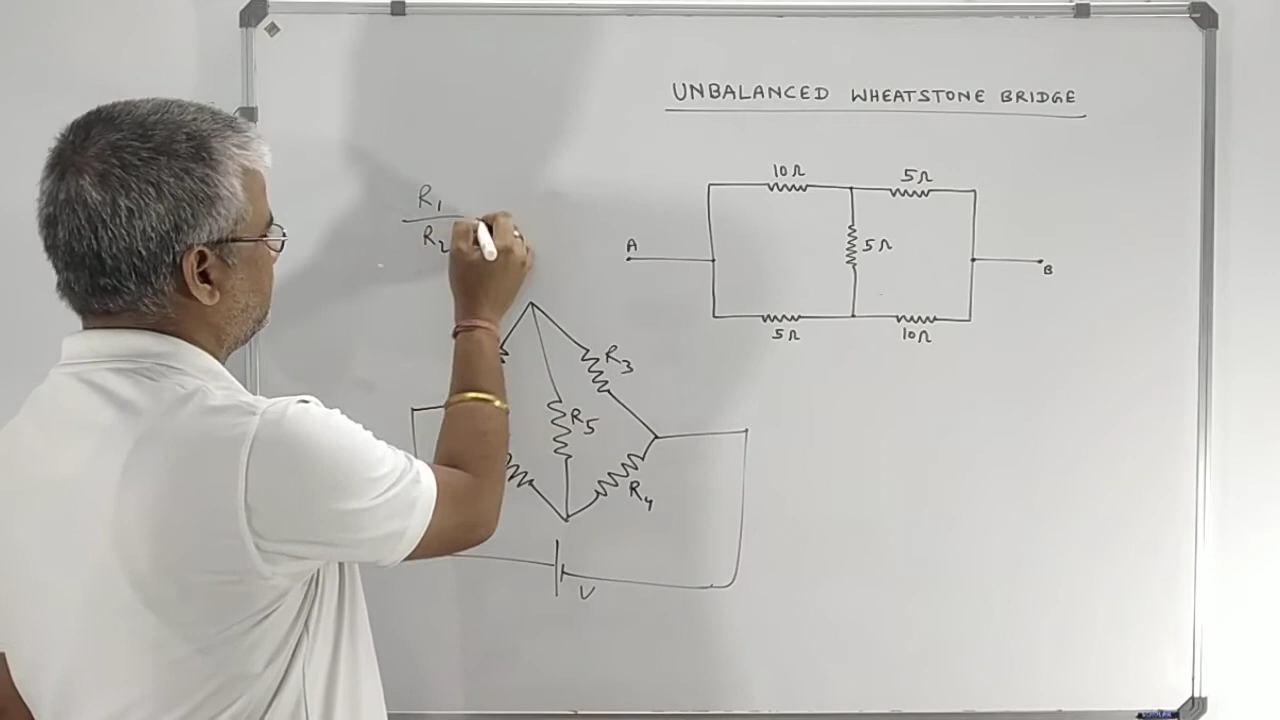 UNBALANCED WHEATSTONE BRIDGE
R1
R2
10Ω
5Ω
A
5Ω
B
5Ω
10Ω
R3
R5
R4
V